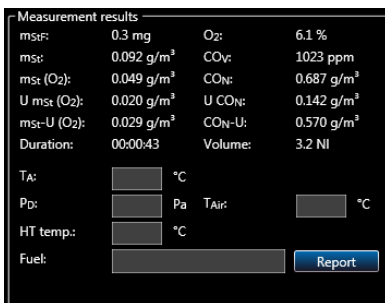 Measurement results
mStF: 0.3 mg O2: 6.1 %
mSt: 0.092 g/m³ COV: 1023 ppm
mSt (O2): 0.049 g/m³ CON: 0.687 g/m³
U mSt (O2): 0.020 g/m³ U CON: 0.142 g/m³
mSt-U (O2): 0.029 g/m³ CON-U: 0.570 g/m³
Duration: 00:00:43 Volume: 3.2 Nl
TA: °C
PD: Pa TAir: °C
HT temp.: °C
Fuel: Report